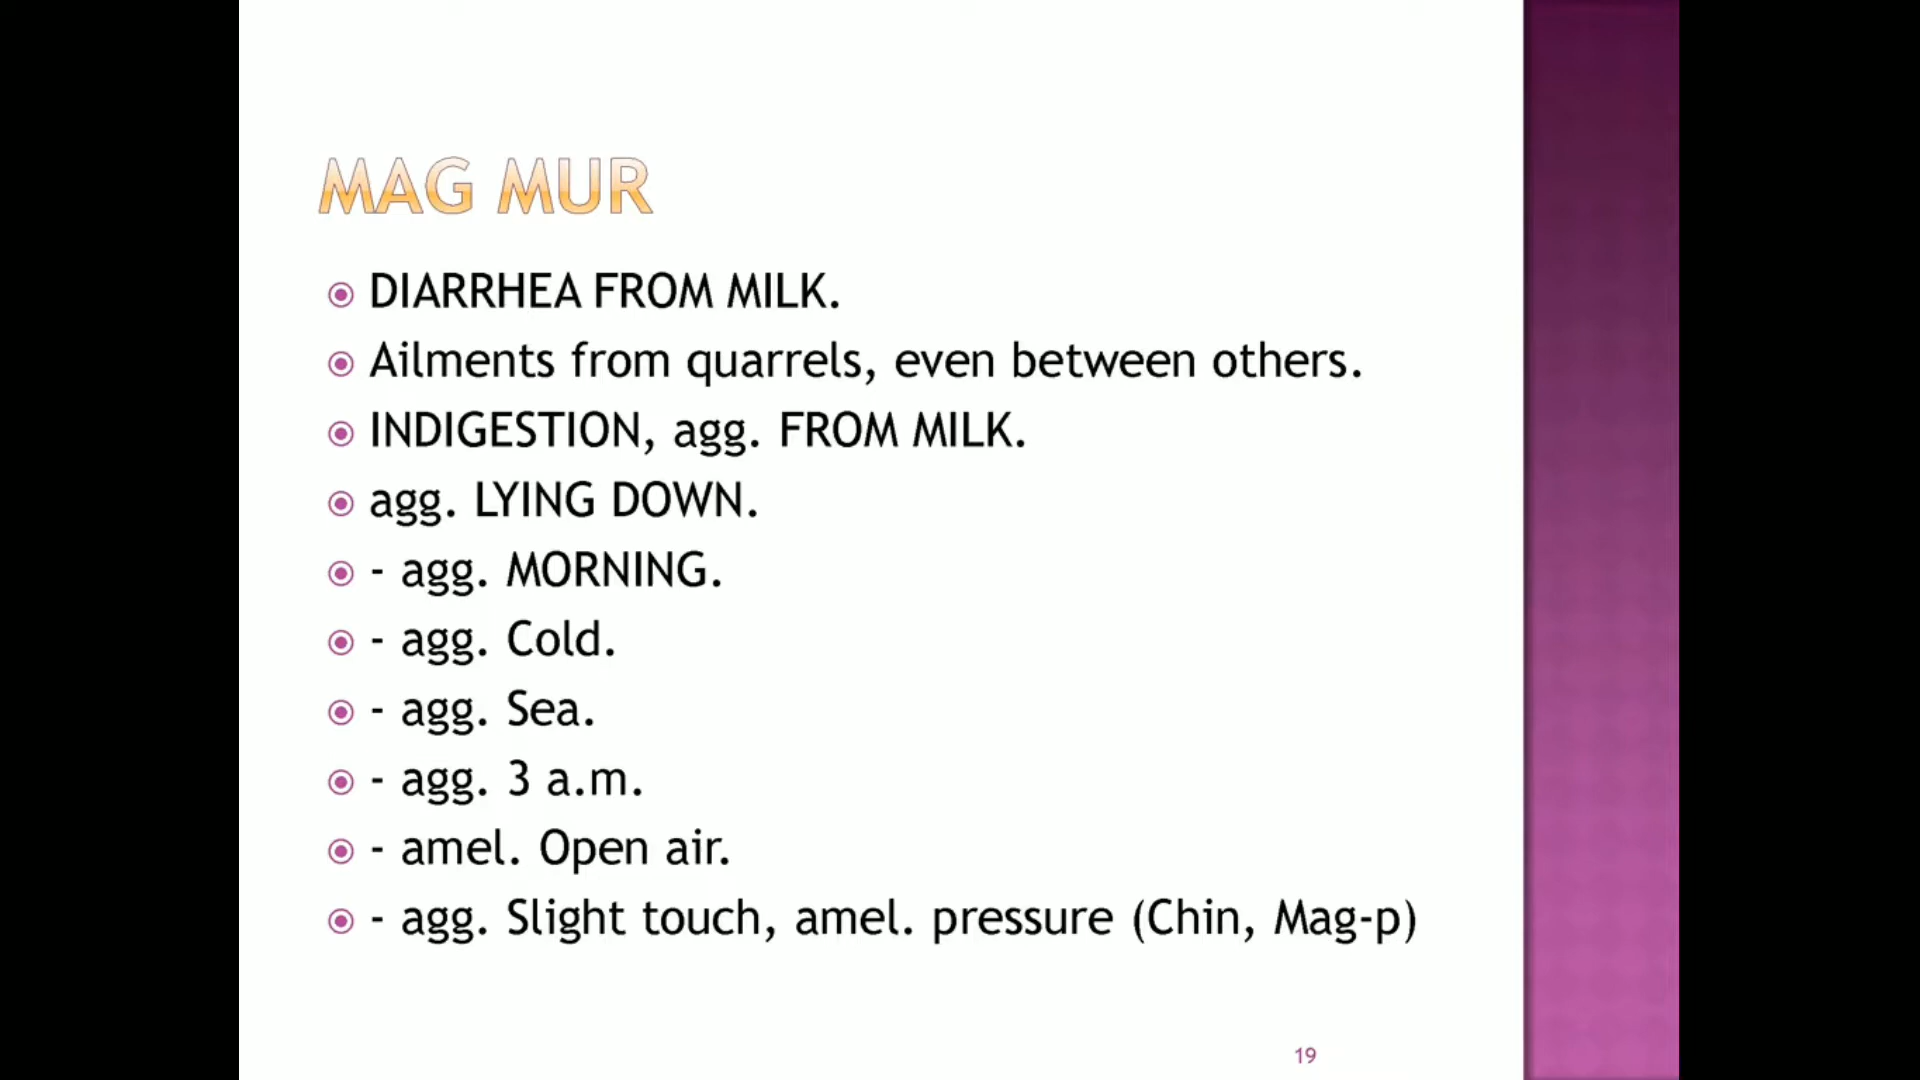 MAG MUR
DIARRHEA FROM MILK.
Ailments from quarrels, even between others.
INDIGESTION, agg. FROM MILK.
agg. LYING DOWN.
- agg. MORNING.
- agg. Cold.
- agg. Sea.
- agg. 3 a.m.
- amel. Open air.
- agg. Slight touch, amel. pressure (Chin, Mag-p)
19